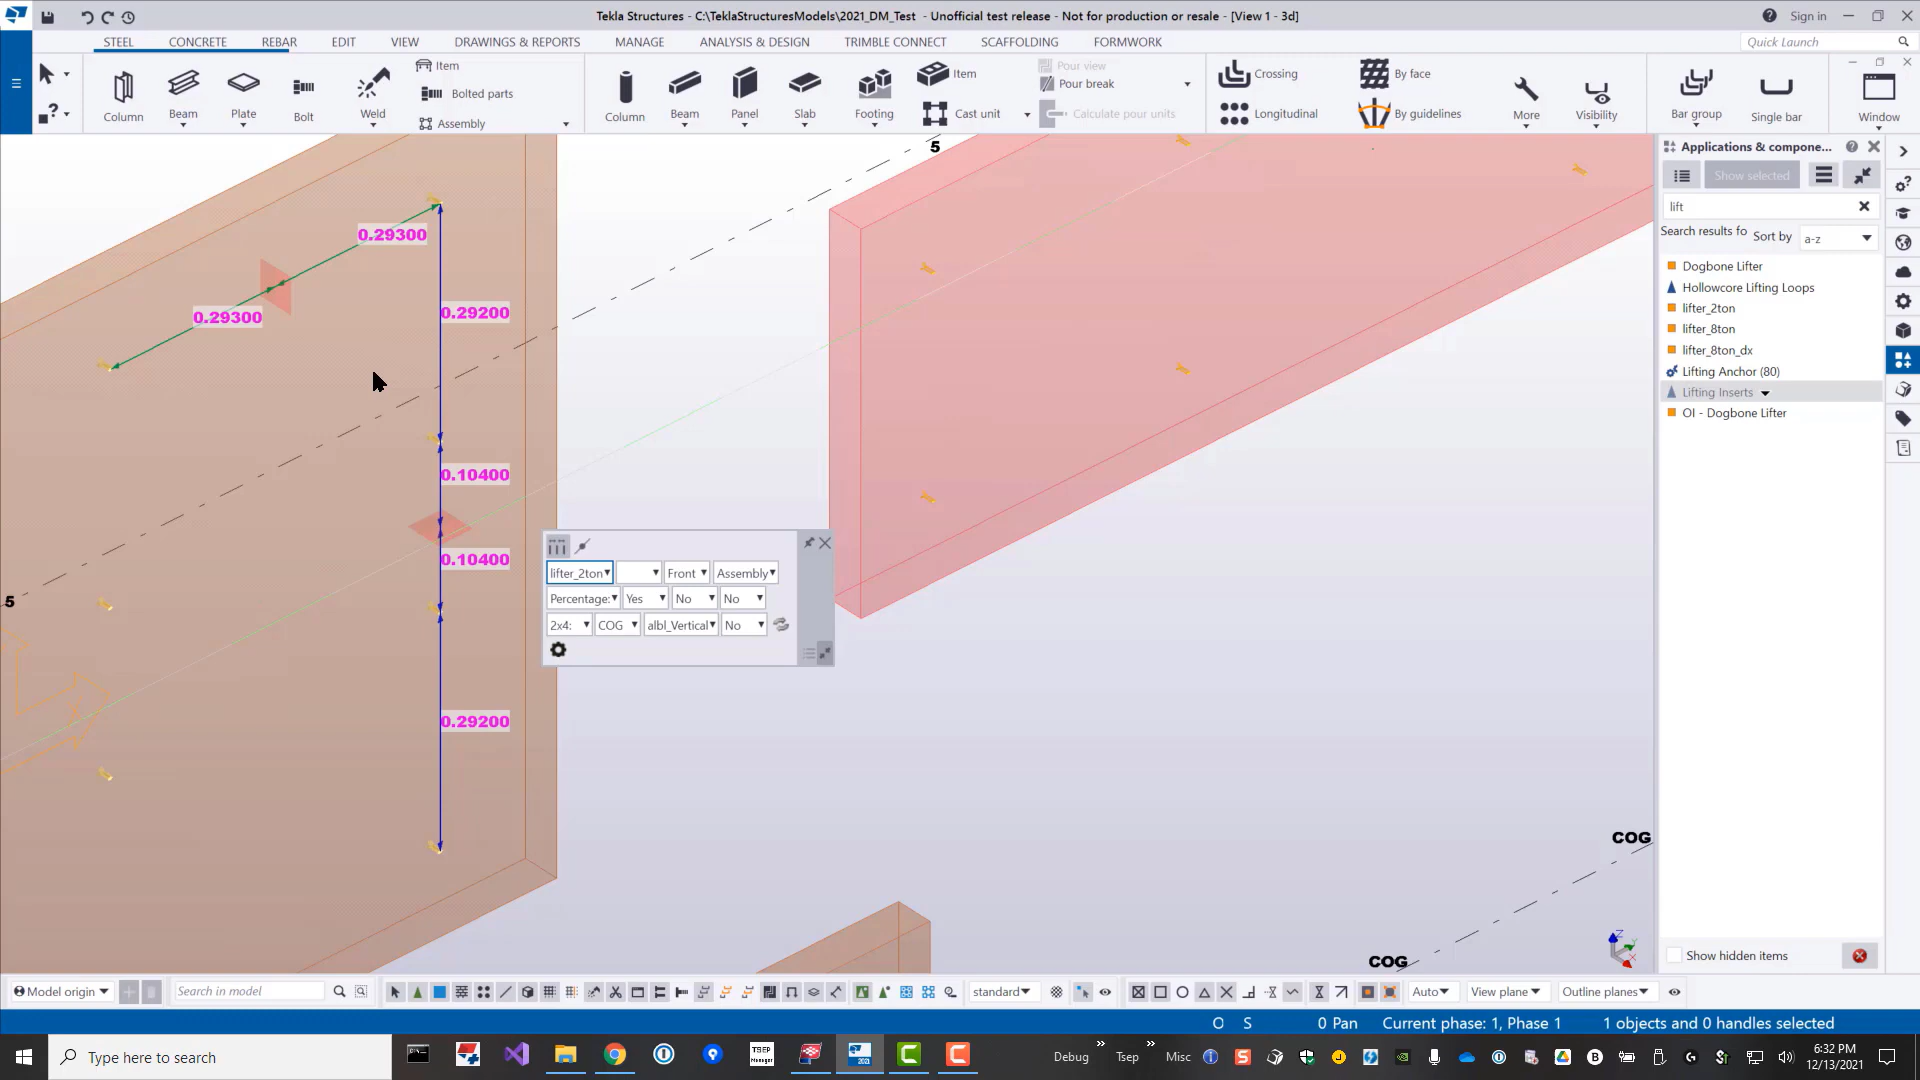 Tekla Structures - C:\TeklaStructuresModels\2021_DM_Test - Unofficial test release - Not for production or resale - [View 1 - 3d]
Sign in
STEEL CONCRETE REBAR EDIT VIEW DRAWINGS & REPORTS MANAGE ANALYSIS & DESIGN TRIMBLE CONNECT SCAFFOLDING FORMWORK
Quick Launch
Item
Bolted parts
Assembly
Column Beam Plate Bolt Weld
Column Beam Panel Slab Footing
Item
Cast unit
Pour view
Pour break
Calculate pour units
Crossing
Longitudinal
By face
By guidelines
More
Visibility
Bar group
Single bar
Window
5
0.29300
0.29300
0.29200
0.10400
0.10400
0.29200
5
COG
COG
lifter_2ton Front Assembly
Percentage: Yes No No
2x4: COG albl_Vertical No
Applications & compone...
Show selected
lift
Search results fo Sort by a-z
Dogbone Lifter
Hollowcore Lifting Loops
lifter_2ton
lifter_8ton
lifter_8ton_dx
Lifting Anchor (80)
Lifting Inserts
OI - Dogbone Lifter
Show hidden items
Model origin
Search in model
standard
Auto
View plane
Outline planes
O S 0 Pan Current phase: 1, Phase 1 1 objects and 0 handles selected
Type here to search
TSEP
Manager
2021
Debug
Tsep
Misc
6:32 PM
12/13/2021